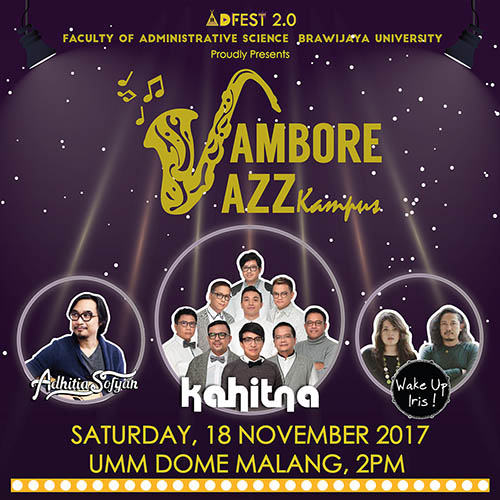 ADFEST 2.0
FACULTY OF ADMINISTRATIVE SCIENCE BRAWIJAYA UNIVERSITY
Proudly Presents
JAMBORE
JAZZ Kampus
Adhitia Sofyan
kahitna
Wake Up
Iris!
SATURDAY, 18 NOVEMBER 2017
UMM DOME MALANG, 2PM